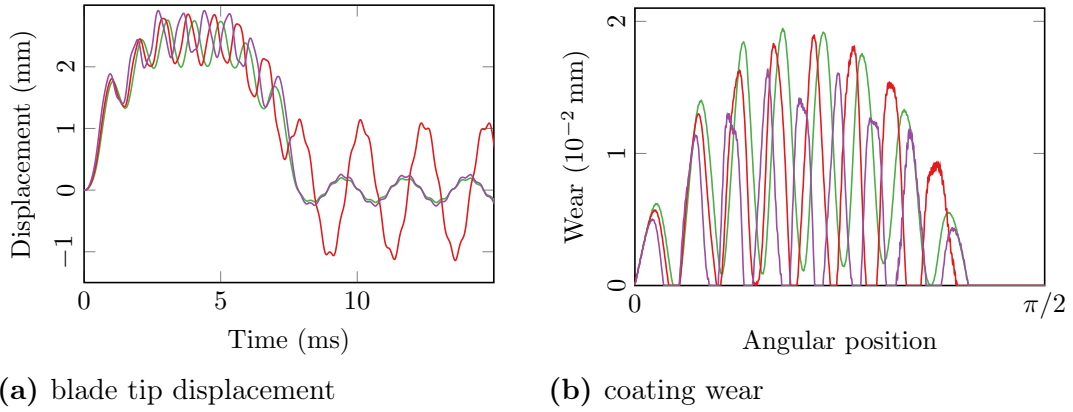 Displacement (mm)
2
1
0
−1
0
5
10
Time (ms)
(a) blade tip displacement
Wear (10⁻² mm)
2
1
0
0
π/2
Angular position
(b) coating wear